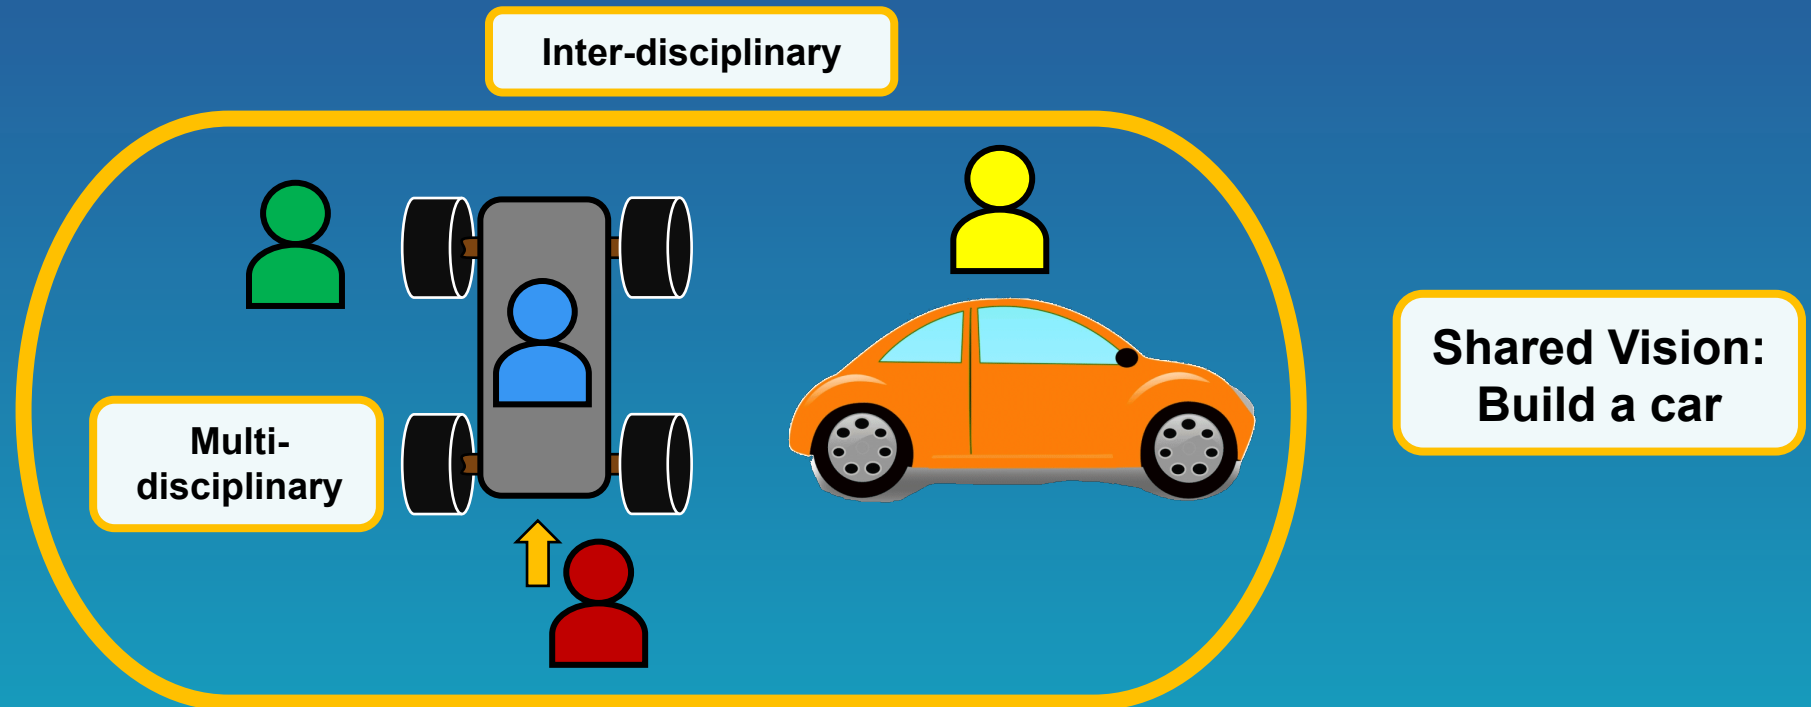 Inter-disciplinary
Multi-
disciplinary
Shared Vision:
Build a car